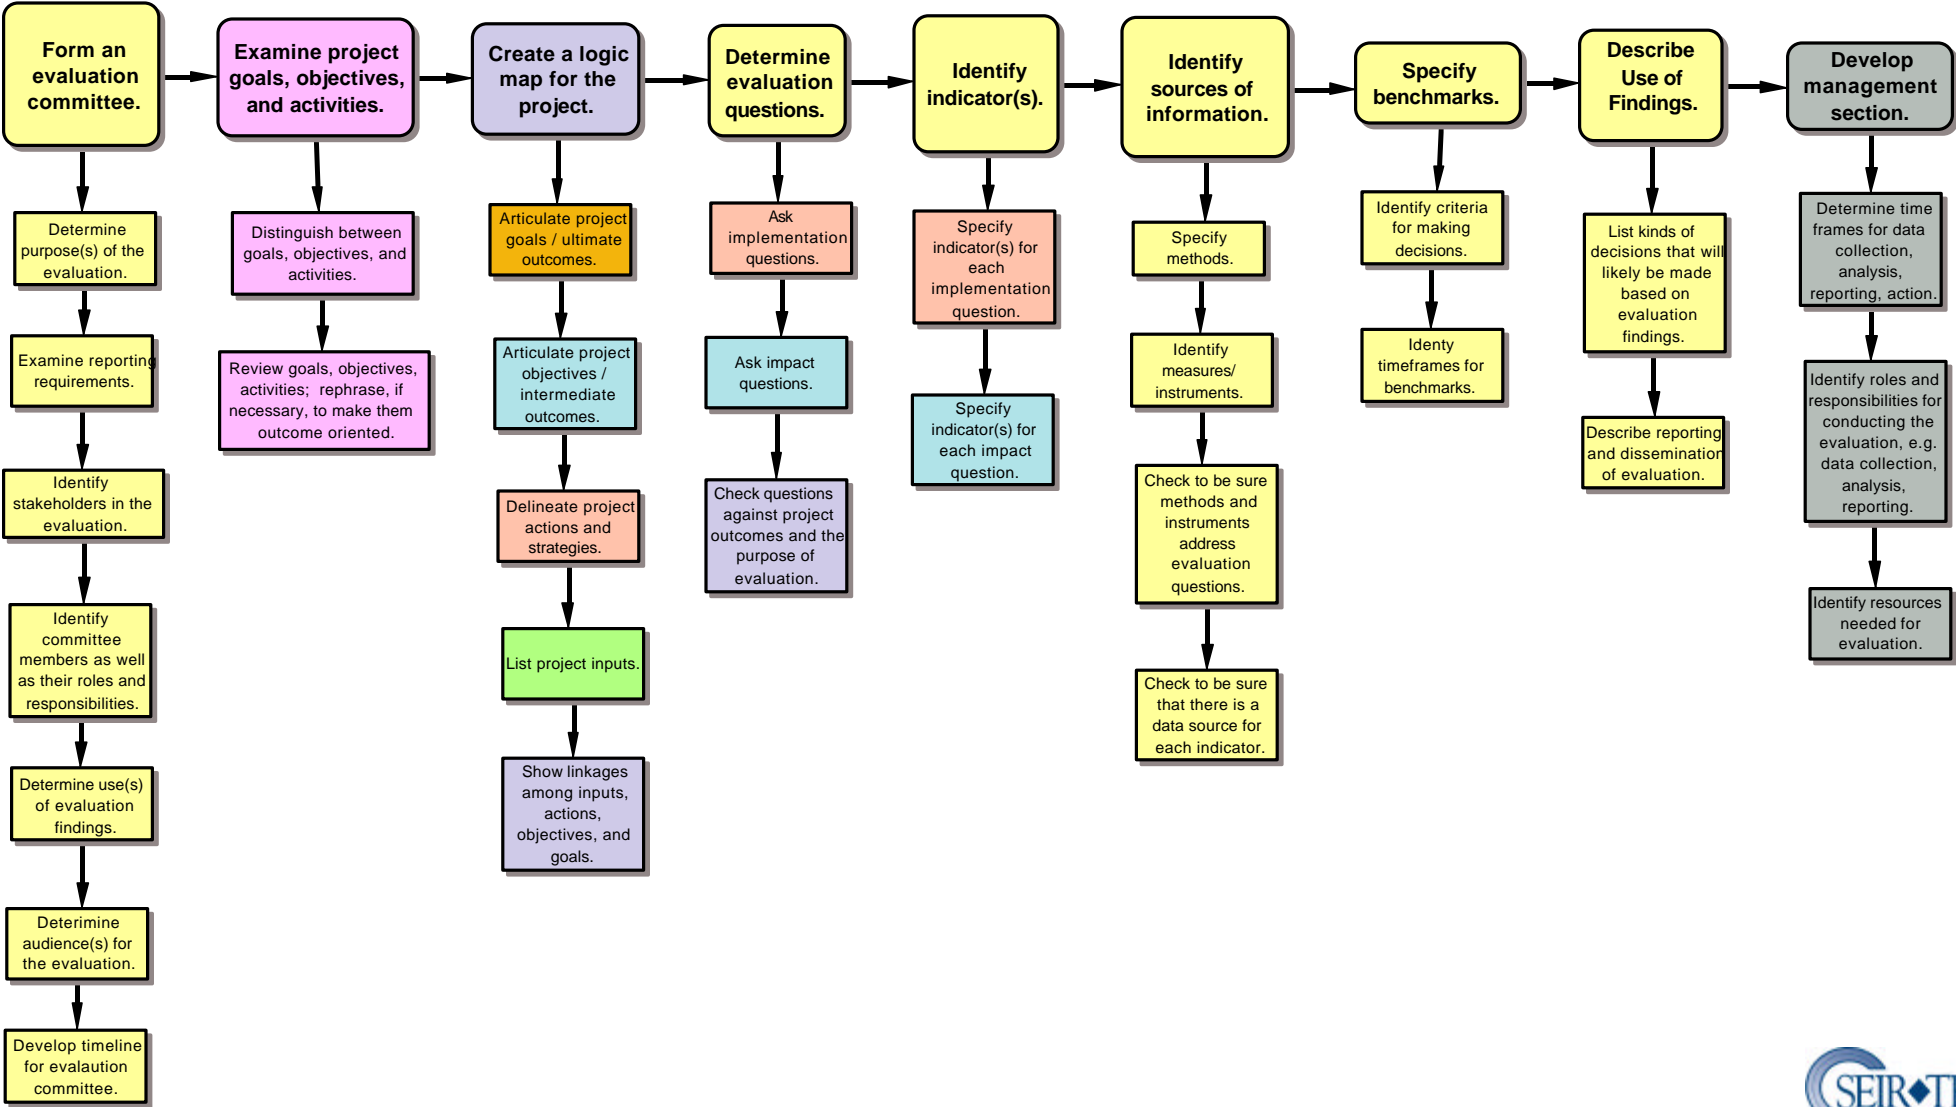 Form an
evaluation
committee.
Determine
purpose(s) of the
evaluation.
Examine reporting
requirements.
Identify
stakeholders in the
evaluation.
Identify
committee
members as well
as their roles and
responsibilities.
Determine use(s)
of evaluation
findings.
Deterimine
audience(s) for
the evaluation.
Develop timeline
for evalaution
committee.
Examine project
goals, objectives,
and activities.
Distinguish between
goals, objectives, and
activities.
Review goals, objectives,
activities; rephrase, if
necessary, to make them
outcome oriented.
Create a logic
map for the
project.
Articulate project
goals / ultimate
outcomes.
Articulate project
objectives /
intermediate
outcomes.
Delineate project
actions and
strategies.
List project inputs.
Show linkages
among inputs,
actions,
objectives, and
goals.
Determine
evaluation
questions.
Ask
implementation
questions.
Ask impact
questions.
Check questions
against project
outcomes and the
purpose of
evaluation.
Identify
indicator(s).
Specify
indicator(s) for
each
implementation
question.
Specify
indicator(s) for
each impact
question.
Identify
sources of
information.
Specify
methods.
Identify
measures/
instruments.
Check to be sure
methods and
instruments
address
evaluation
questions.
Check to be sure
that there is a
data source for
each indicator.
Specify
benchmarks.
Identify criteria
for making
decisions.
Identy
timeframes for
benchmarks.
Describe
Use of
Findings.
List kinds of
decisions that will
likely be made
based on
evaluation
findings.
Describe reporting
and dissemination
of evaluation.
Develop
management
section.
Determine time
frames for data
collection,
analysis,
reporting, action.
Identify roles and
responsibilities for
conducting the
evaluation, e.g.
data collection,
analysis,
reporting.
Identify resources
needed for
evaluation.